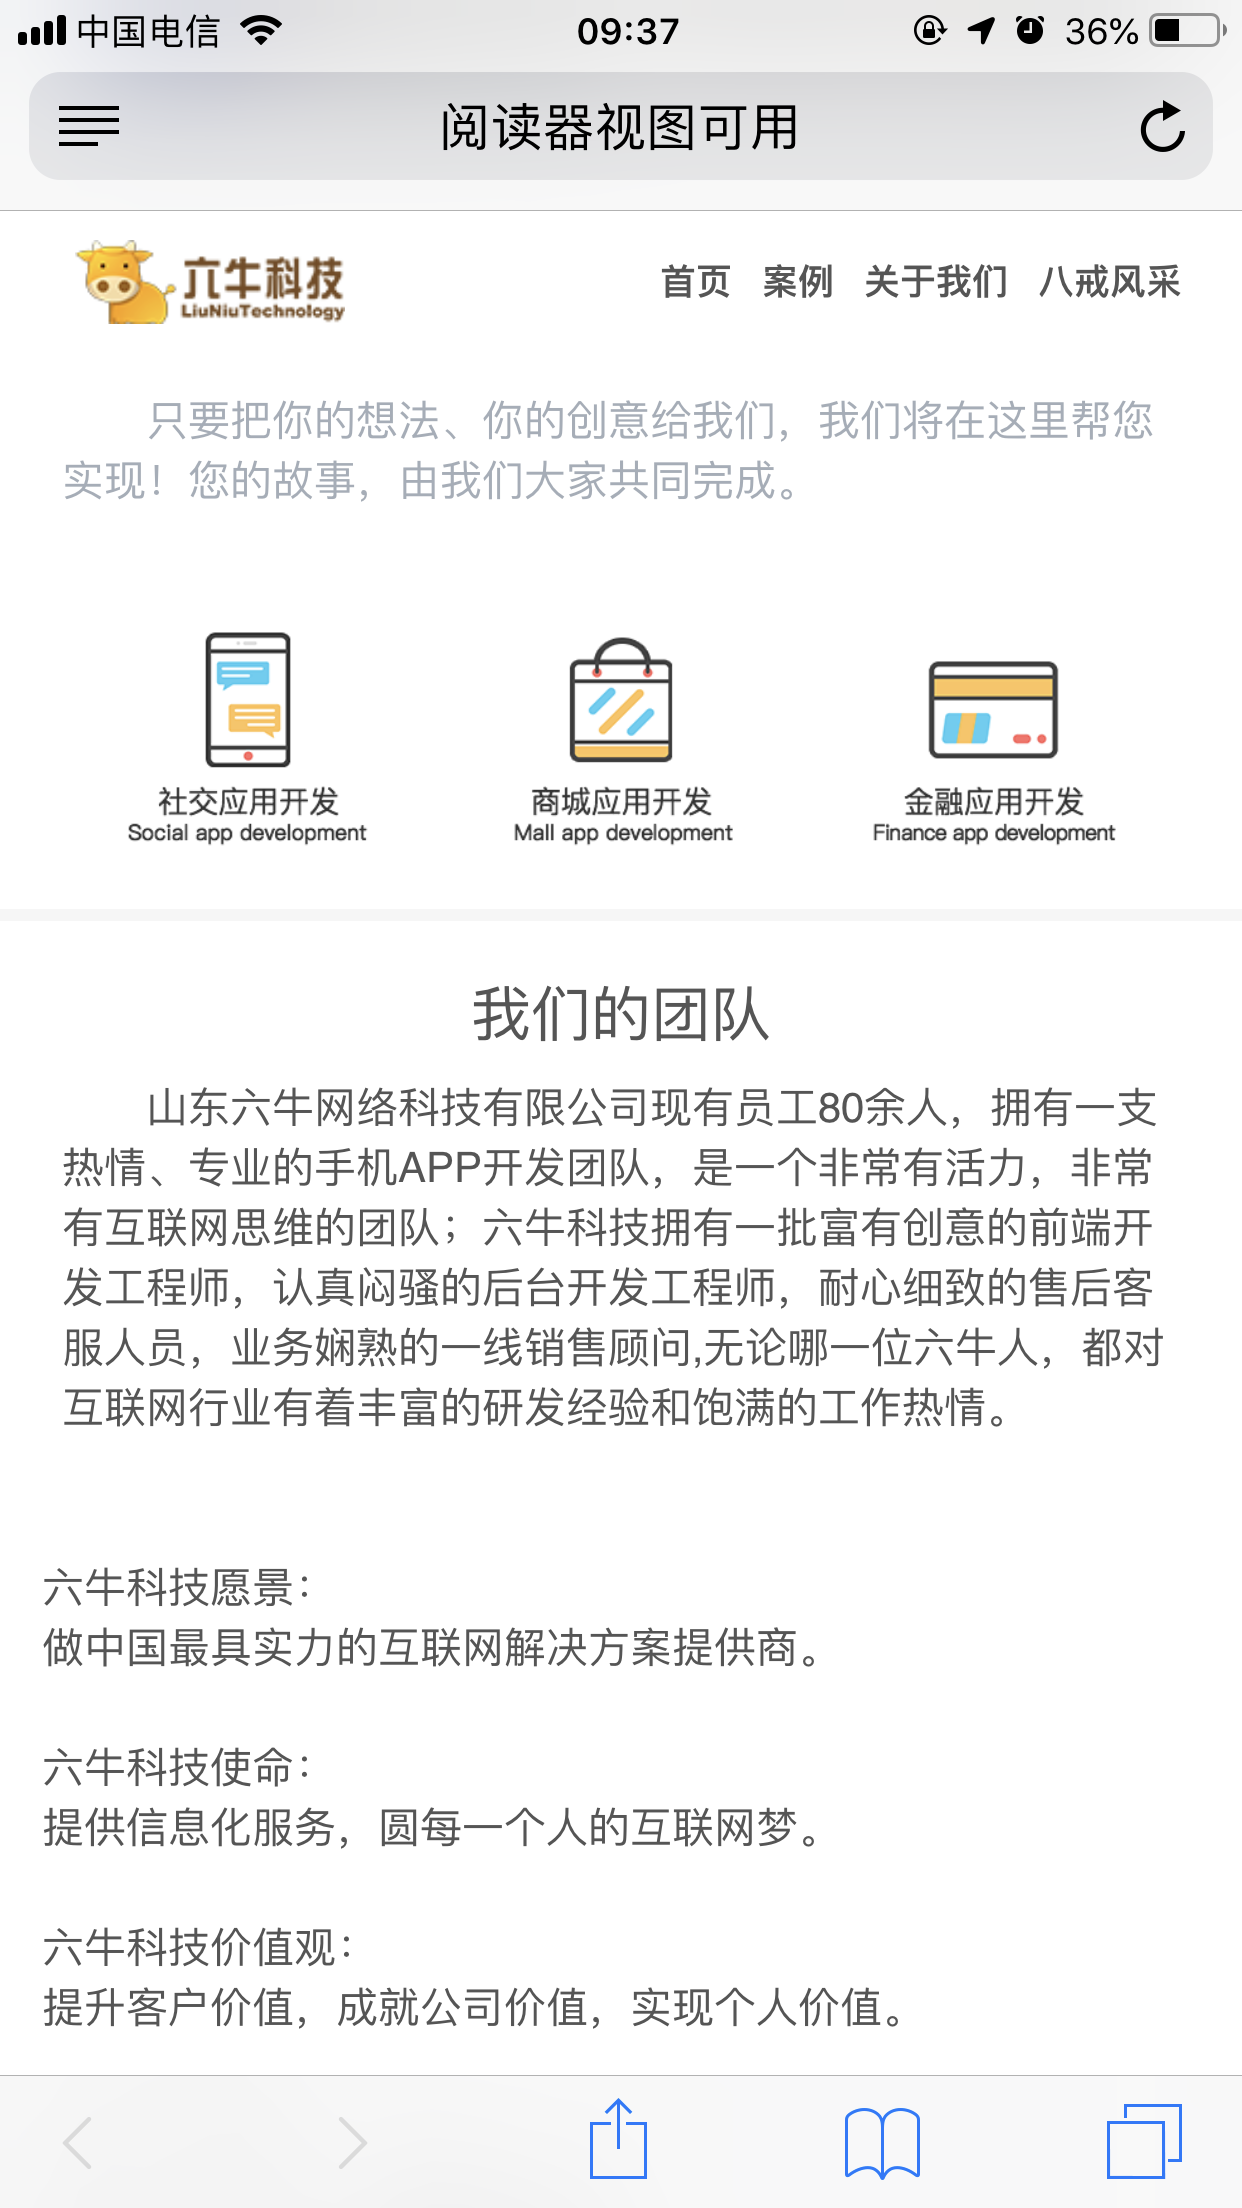 中国电信 09:37 36%
阅读器视图可用
六牛科技
LiuNiuTechnology
首页 案例 关于我们 八戒风采
只要把你的想法、你的创意给我们，我们将在这里帮您
实现！您的故事，由我们大家共同完成。
社交应用开发 商城应用开发 金融应用开发
Social app development Mall app development Finance app development
我们的团队
山东六牛网络科技有限公司现有员工80余人，拥有一支
热情、专业的手机APP开发团队，是一个非常有活力，非常
有互联网思维的团队；六牛科技拥有一批富有创意的前端开
发工程师，认真闷骚的后台开发工程师，耐心细致的售后客
服人员，业务娴熟的一线销售顾问,无论哪一位六牛人，都对
互联网行业有着丰富的研发经验和饱满的工作热情。
六牛科技愿景：
做中国最具实力的互联网解决方案提供商。
六牛科技使命：
提供信息化服务，圆每一个人的互联网梦。
六牛科技价值观：
提升客户价值，成就公司价值，实现个人价值。